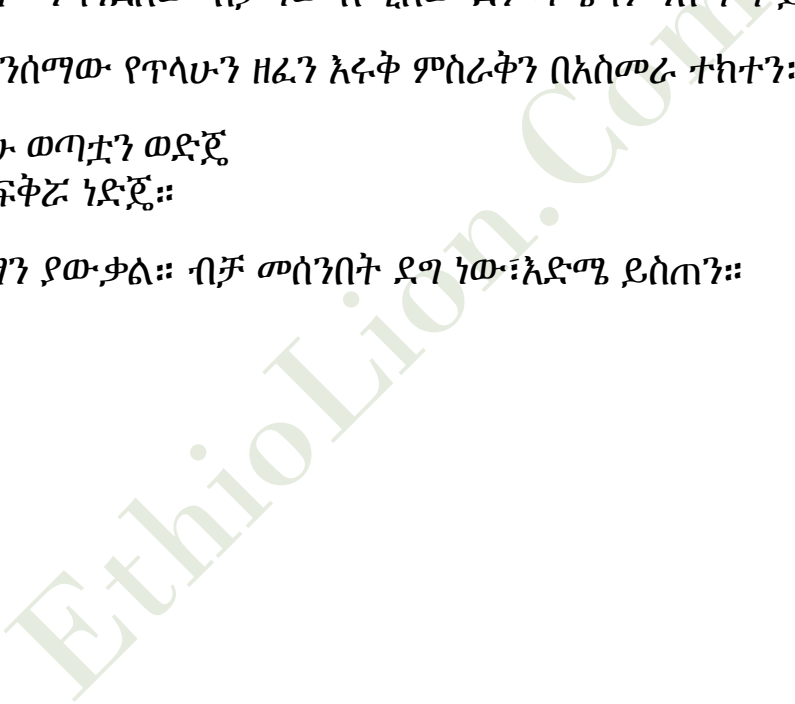 ንሰማው የጥላሁን ዘፈን እሩቅ ምስራቅን በአስመራ ተክተን፡
ወጣቷን ወድጄ
ፍቅሯ ነድጄ።
ያውቃል። ብቻ መሰንበት ደግ ነው፣እድሜ ይስጠን።
EthioLion.Com